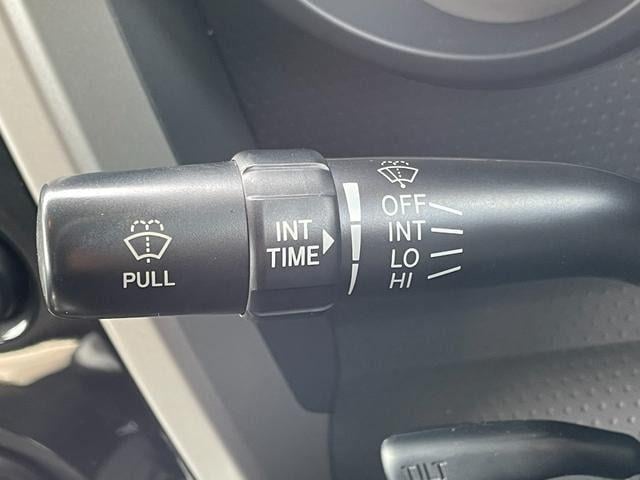 PULL
INT
TIME
OFF
INT
LO
HI
TILT